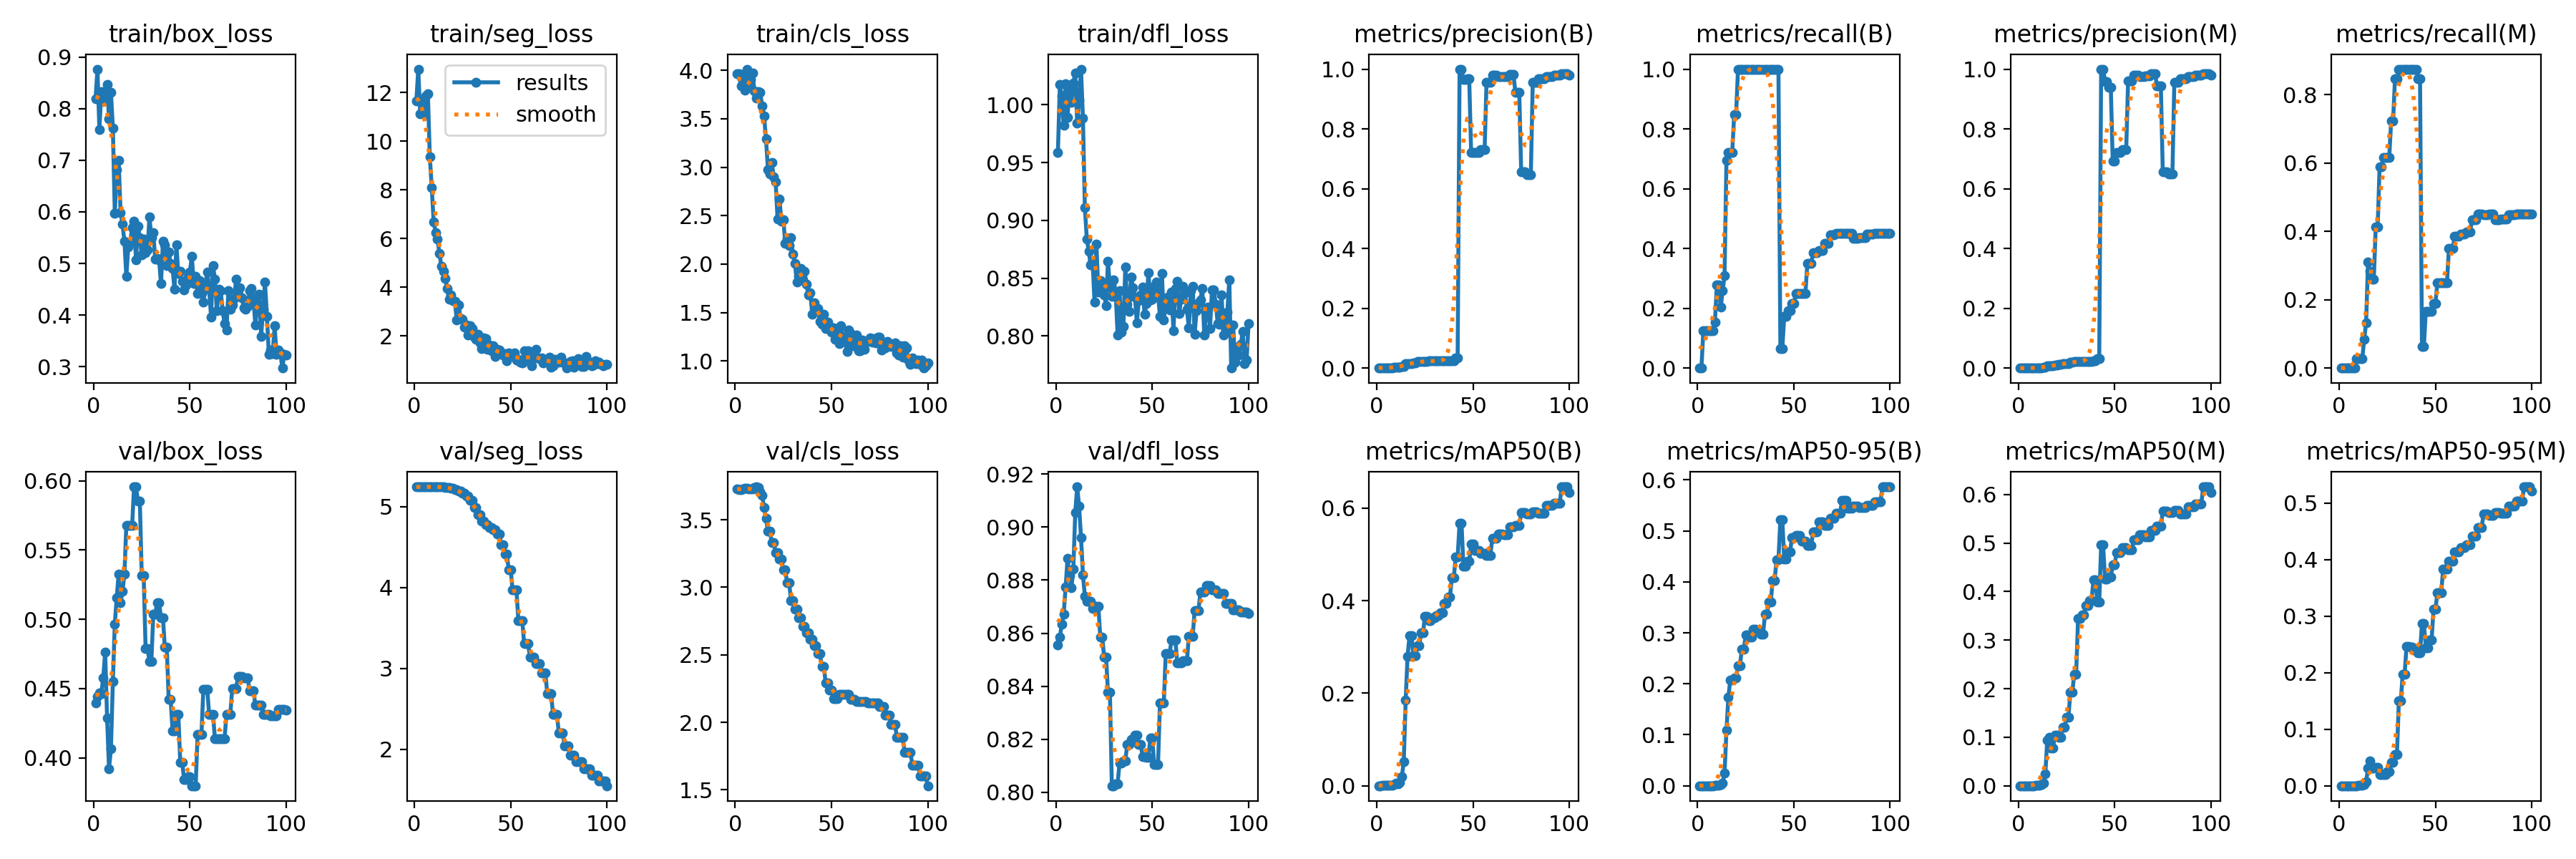 train/box_loss
train/seg_loss
train/cls_loss
train/dfl_loss
metrics/precision(B)
metrics/recall(B)
metrics/precision(M)
metrics/recall(M)
0.9
0.8
0.7
0.6
0.5
0.4
0.3
0 50 100
results
smooth
12
10
8
6
4
2
0 50 100
4.0
3.5
3.0
2.5
2.0
1.5
1.0
0 50 100
1.00
0.95
0.90
0.85
0.80
0 50 100
1.0
0.8
0.6
0.4
0.2
0.0
0 50 100
1.0
0.8
0.6
0.4
0.2
0.0
0 50 100
1.0
0.8
0.6
0.4
0.2
0.0
0 50 100
0.8
0.6
0.4
0.2
0.0
0 50 100
val/box_loss
val/seg_loss
val/cls_loss
val/dfl_loss
metrics/mAP50(B)
metrics/mAP50-95(B)
metrics/mAP50(M)
metrics/mAP50-95(M)
0.60
0.55
0.50
0.45
0.40
0 50 100
5
4
3
2
0 50 100
3.5
3.0
2.5
2.0
1.5
0 50 100
0.92
0.90
0.88
0.86
0.84
0.82
0.80
0 50 100
0.6
0.4
0.2
0.0
0 50 100
0.6
0.5
0.4
0.3
0.2
0.1
0.0
0 50 100
0.6
0.5
0.4
0.3
0.2
0.1
0.0
0 50 100
0.5
0.4
0.3
0.2
0.1
0.0
0 50 100